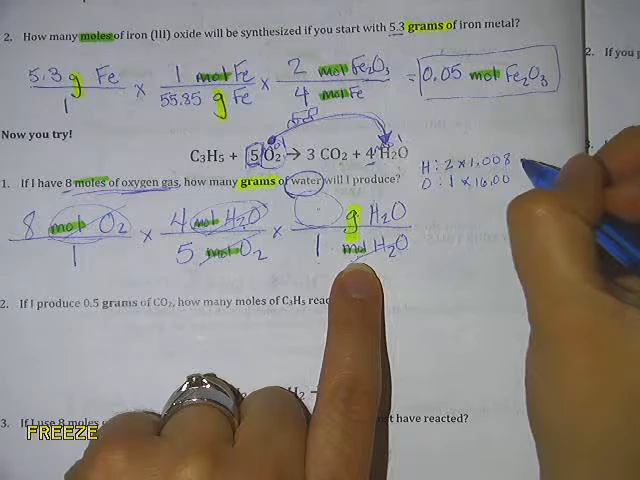 2. How many moles of iron (III) oxide will be synthesized if you start with 5.3 grams of iron metal?
5.3 g Fe / 1 × 1 mol Fe / 55.85 g Fe × 2 mol Fe₂O₃ / 4 mol Fe = 0.05 mol Fe₂O₃
2. If you p
Now you try!
C₃H₅ + 5 O₂ → 3 CO₂ + 4 H₂O
H: 2 × 1.008
O: 1 × 16.00
1. If I have 8 moles of oxygen gas, how many grams of water will I produce?
8 mol O₂ / 1 × 4 mol H₂O / 5 mol O₂ × g H₂O / 1 mol H₂O
2. If I produce 0.5 grams of CO₂, how many moles of C₃H₅ reac
3. If I use 8 moles
st have reacted?
FREEZE